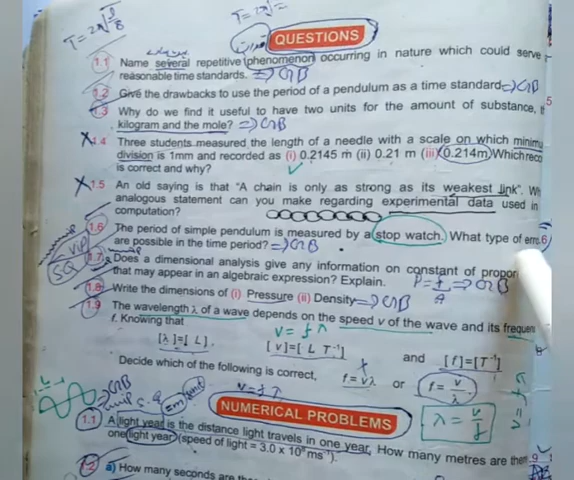 QUESTIONS
1.1 Name several repetitive phenomenon occurring in nature which could serve
reasonable time standards. ⇒ GB
1.2 Give the drawbacks to use the period of a pendulum as a time standard ⇒ GB
1.3 Why do we find it useful to have two units for the amount of substance,
kilogram and the mole? ⇒ GB
1.4 Three students measured the length of a needle with a scale on which minimu
division is 1mm and recorded as (i) 0.2145 m (ii) 0.21 m (iii) 0.214m Which reco
is correct and why?
1.5 An old saying is that "A chain is only as strong as its weakest link". Wh
analogous statement can you make regarding experimental data used in
computation?
1.6 The period of simple pendulum is measured by a stop watch. What type of erro
are possible in the time period? ⇒ GB
VIP
SQ
1.7 Does a dimensional analysis give any information on constant of propor
that may appear in an algebraic expression? Explain. P = f/A ⇒ GB
1.8 Write the dimensions of (i) Pressure (ii) Density ⇒ GB
1.9 The wavelength λ of a wave depends on the speed v of the wave and its frequen
f. Knowing that v = f λ
[λ]=[ L] [ v]=[ L T⁻¹] and [f]=[T⁻¹]
Decide which of the following is correct, f = vλ or f = v/λ
v = f λ
λ = v/f
⇒ GB
NUMERICAL PROBLEMS
1.1 A light year is the distance light travels in one year. How many metres are there
one light year (speed of light = 3.0 x 10⁸ ms⁻¹).
1.2 a) How many seconds are the